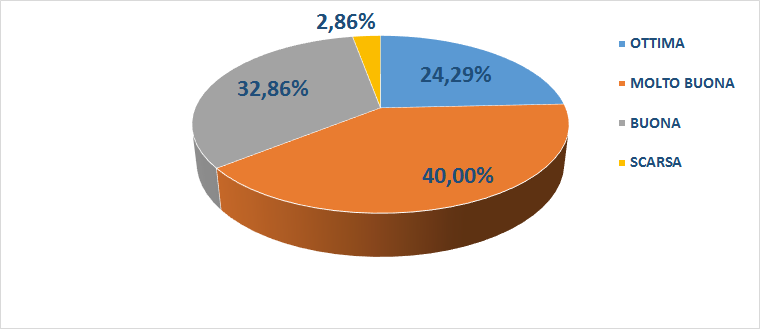 2,86%
24,29%
32,86%
40,00%
OTTIMA
MOLTO BUONA
BUONA
SCARSA